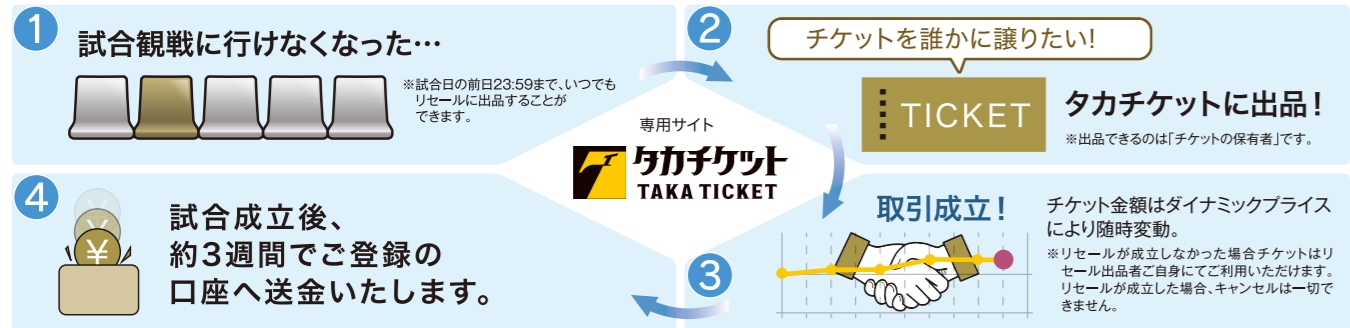 1
試合観戦に行けなくなった…
※試合日の前日23:59まで、いつでも
リセールに出品することが
できます。
2
チケットを誰かに譲りたい!
TICKET
タカチケットに出品!
※出品できるのは「チケットの保有者」です。
専用サイト
タカチケット
TAKA TICKET
3
取引成立!
チケット金額はダイナミックプライス
により随時変動。
※リセールが成立しなかった場合チケットはリ
セール出品者ご自身にてご利用いただけます。
リセールが成立した場合、キャンセルは一切で
きません。
4
¥
試合成立後、
約3週間でご登録の
口座へ送金いたします。